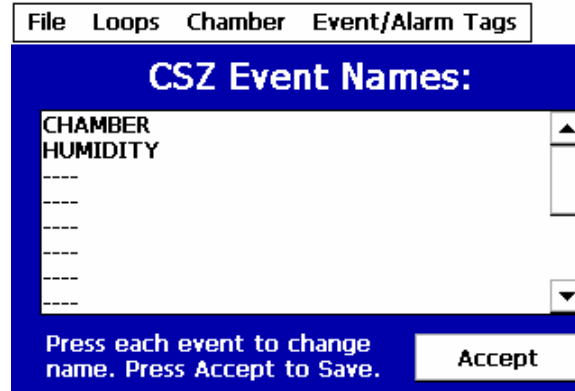 File Loops Chamber Event/Alarm Tags
CSZ Event Names:
CHAMBER
HUMIDITY
----
----
----
----
----
----
Press each event to change
name. Press Accept to Save.
Accept